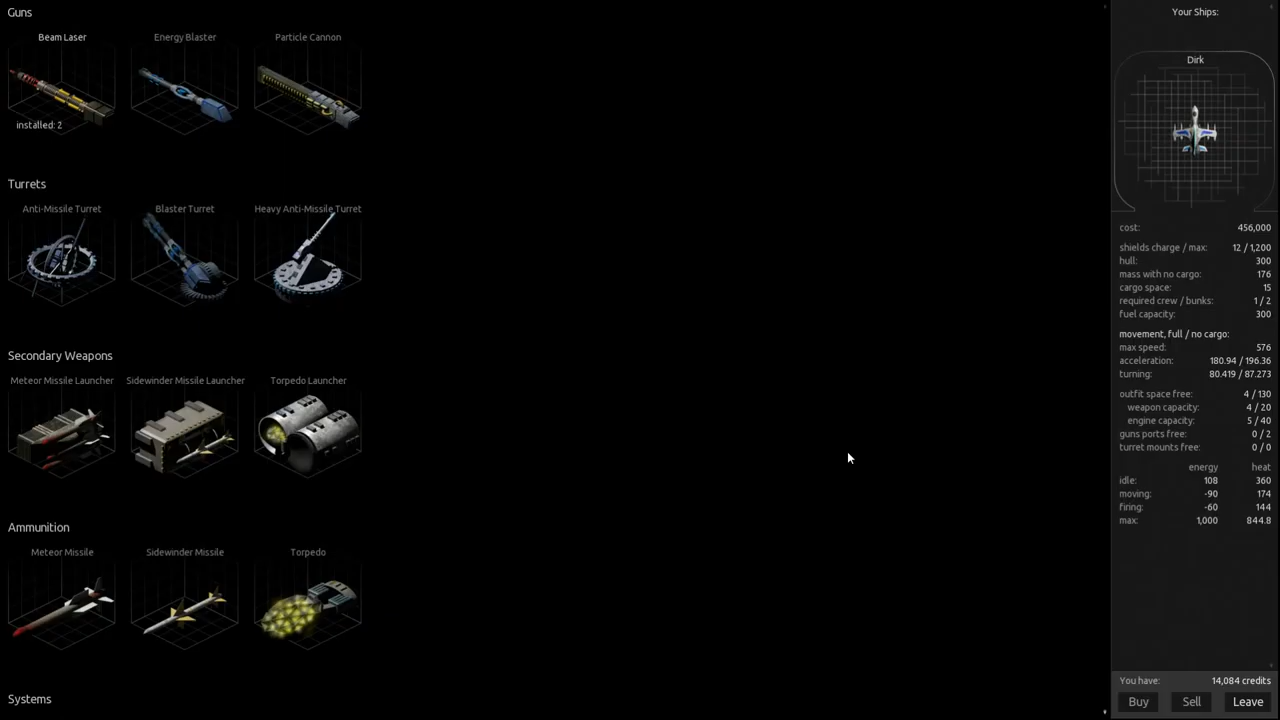 Guns
Beam Laser
Energy Blaster
Particle Cannon
installed: 2
Turrets
Anti-Missile Turret
Blaster Turret
Heavy Anti-Missile Turret
Secondary Weapons
Meteor Missile Launcher
Sidewinder Missile Launcher
Torpedo Launcher
Ammunition
Meteor Missile
Sidewinder Missile
Torpedo
Systems
Your Ships:
Dirk
cost: 456,000
shields charge / max: 12 / 1,200
hull: 300
mass with no cargo: 176
cargo space: 15
required crew / bunks: 1 / 2
fuel capacity: 300
movement, full / no cargo:
max speed: 576
acceleration: 180.94 / 196.36
turning: 80.419 / 87.273
outfit space free: 4 / 130
weapon capacity: 4 / 20
engine capacity: 5 / 40
guns ports free: 0 / 2
turret mounts free: 0 / 0
energy heat
idle: 108 360
moving: -90 174
firing: -60 144
max: 1,000 844.8
You have: 14,084 credits
Buy Sell Leave